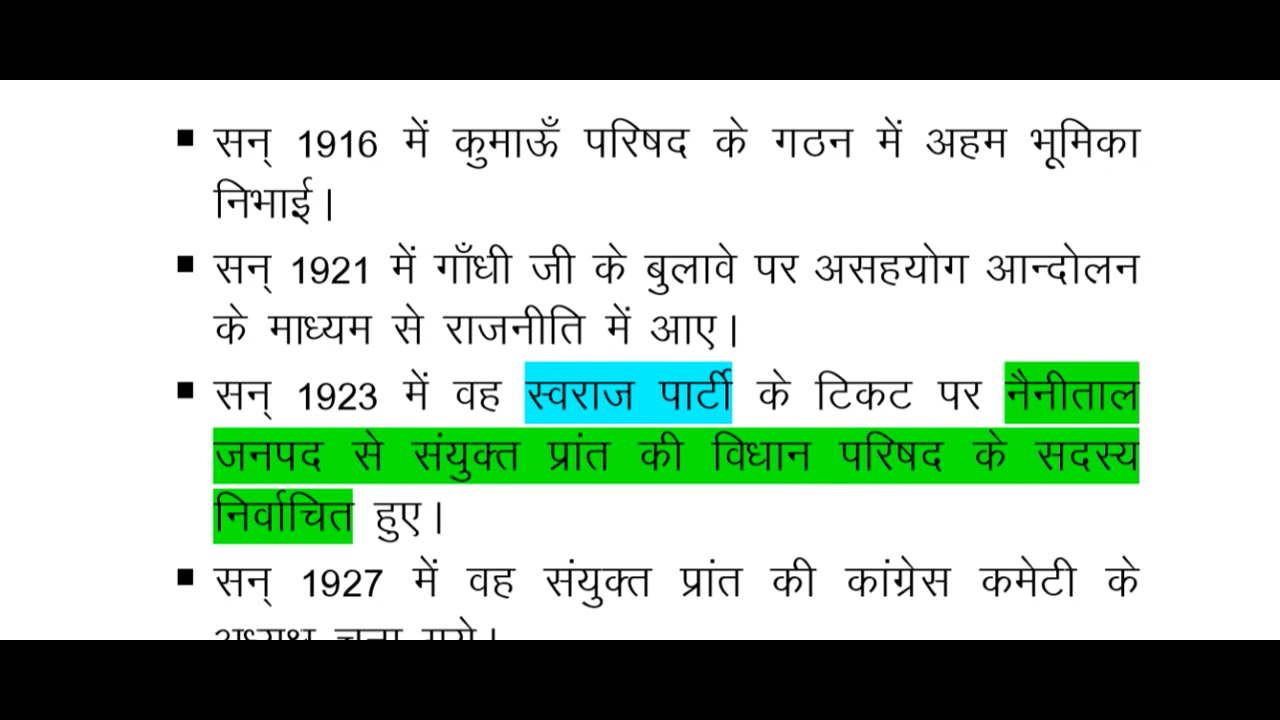 ▪ सन् 1916 में कुमाऊँ परिषद के गठन में अहम भूमिका
निभाई।
▪ सन् 1921 में गाँधी जी के बुलावे पर असहयोग आन्दोलन
के माध्यम से राजनीति में आए।
▪ सन् 1923 में वह स्वराज पार्टी के टिकट पर नैनीताल
जनपद से संयुक्त प्रांत की विधान परिषद के सदस्य
निर्वाचित हुए।
▪ सन् 1927 में वह संयुक्त प्रांत की कांग्रेस कमेटी के